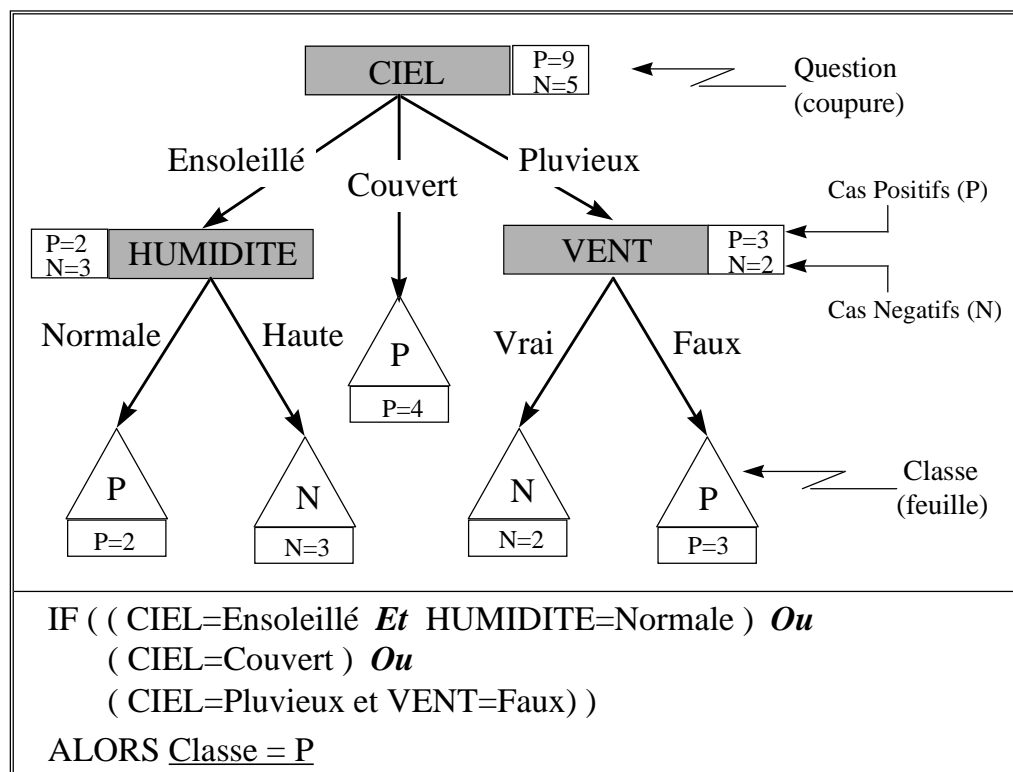 CIEL
P=9
N=5
Question
(coupure)
Ensoleillé
Couvert
Pluvieux
Cas Positifs (P)
P=2
N=3
HUMIDITE
VENT
P=3
N=2
Cas Negatifs (N)
Normale
Haute
P
P=4
Vrai
Faux
P
P=2
N
N=3
N
N=2
P
P=3
Classe
(feuille)
IF ( ( CIEL=Ensoleillé Et HUMIDITE=Normale ) Ou
( CIEL=Couvert ) Ou
( CIEL=Pluvieux et VENT=Faux) )
ALORS Classe = P